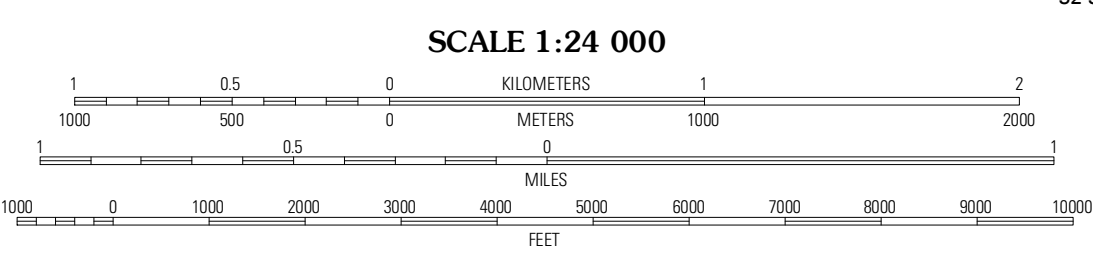 SCALE 1:24 000
1 0.5 0 KILOMETERS 1 2
1000 500 0 METERS 1000 2000
1 0.5 0 1
MILES
1000 0 1000 2000 3000 4000 5000 6000 7000 8000 9000 10000
FEET